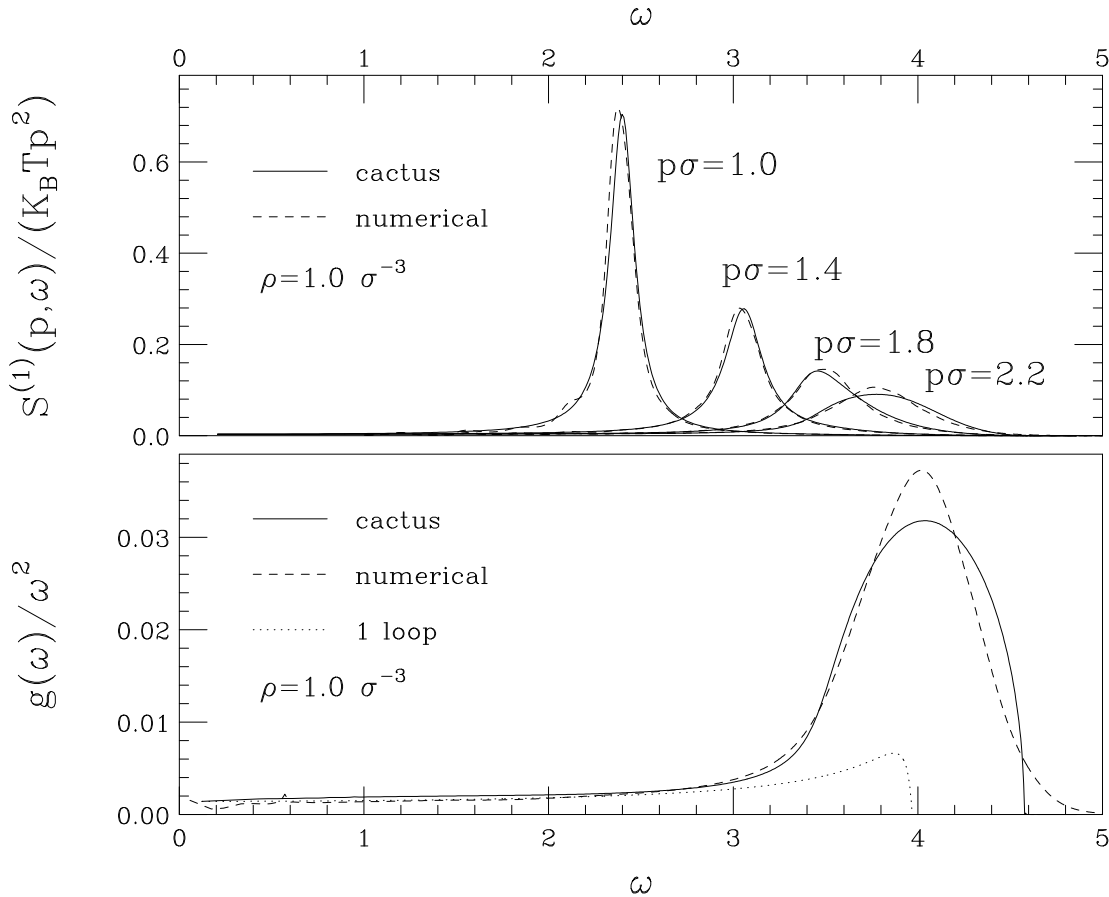 ω
0 1 2 3 4 5
S⁽¹⁾(p,ω)/(K_BTp²)
0.6
0.4
0.2
0.0
cactus
numerical
ρ=1.0 σ⁻³
pσ=1.0
pσ=1.4
pσ=1.8
pσ=2.2
g(ω)/ω²
0.03
0.02
0.01
0.00
cactus
numerical
1 loop
ρ=1.0 σ⁻³
0 1 2 3 4 5
ω